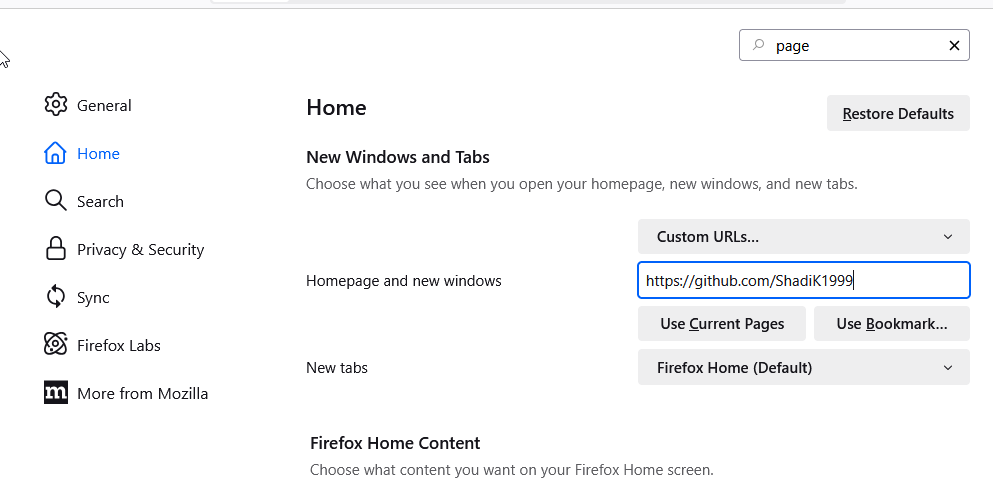 page
General
Home
Search
Privacy & Security
Sync
Firefox Labs
More from Mozilla
Home
Restore Defaults
New Windows and Tabs
Choose what you see when you open your homepage, new windows, and new tabs.
Custom URLs...
Homepage and new windows
https://github.com/ShadiK1999
Use Current Pages
Use Bookmark...
New tabs
Firefox Home (Default)
Firefox Home Content
Choose what content you want on your Firefox Home screen.